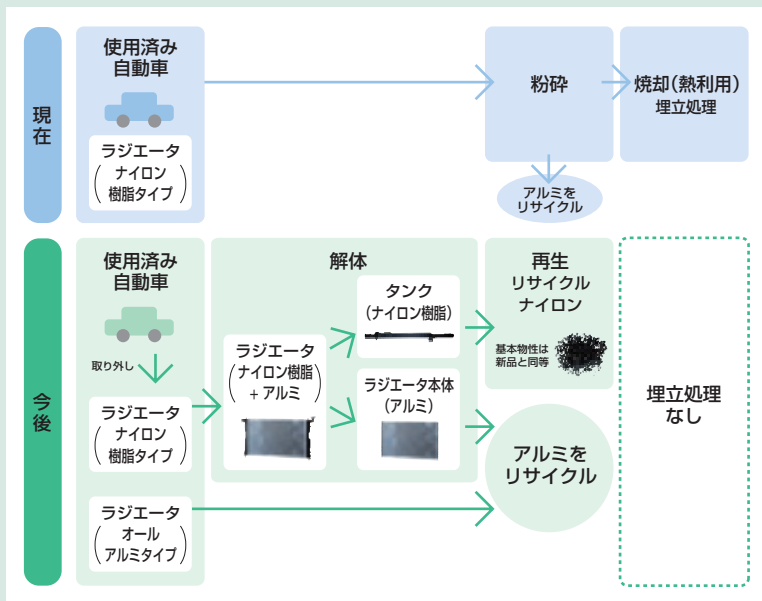 現在
使用済み
自動車
ラジエータ
(ナイロン
樹脂タイプ)
粉砕
アルミを
リサイクル
焼却(熱利用)
埋立処理
今後
使用済み
自動車
取り外し
ラジエータ
(ナイロン
樹脂タイプ)
ラジエータ
(オール
アルミタイプ)
解体
ラジエータ
(ナイロン樹脂
+ アルミ)
タンク
(ナイロン樹脂)
ラジエータ本体
(アルミ)
再生
リサイクル
ナイロン
基本物性は
新品と同等
アルミを
リサイクル
埋立処理
なし